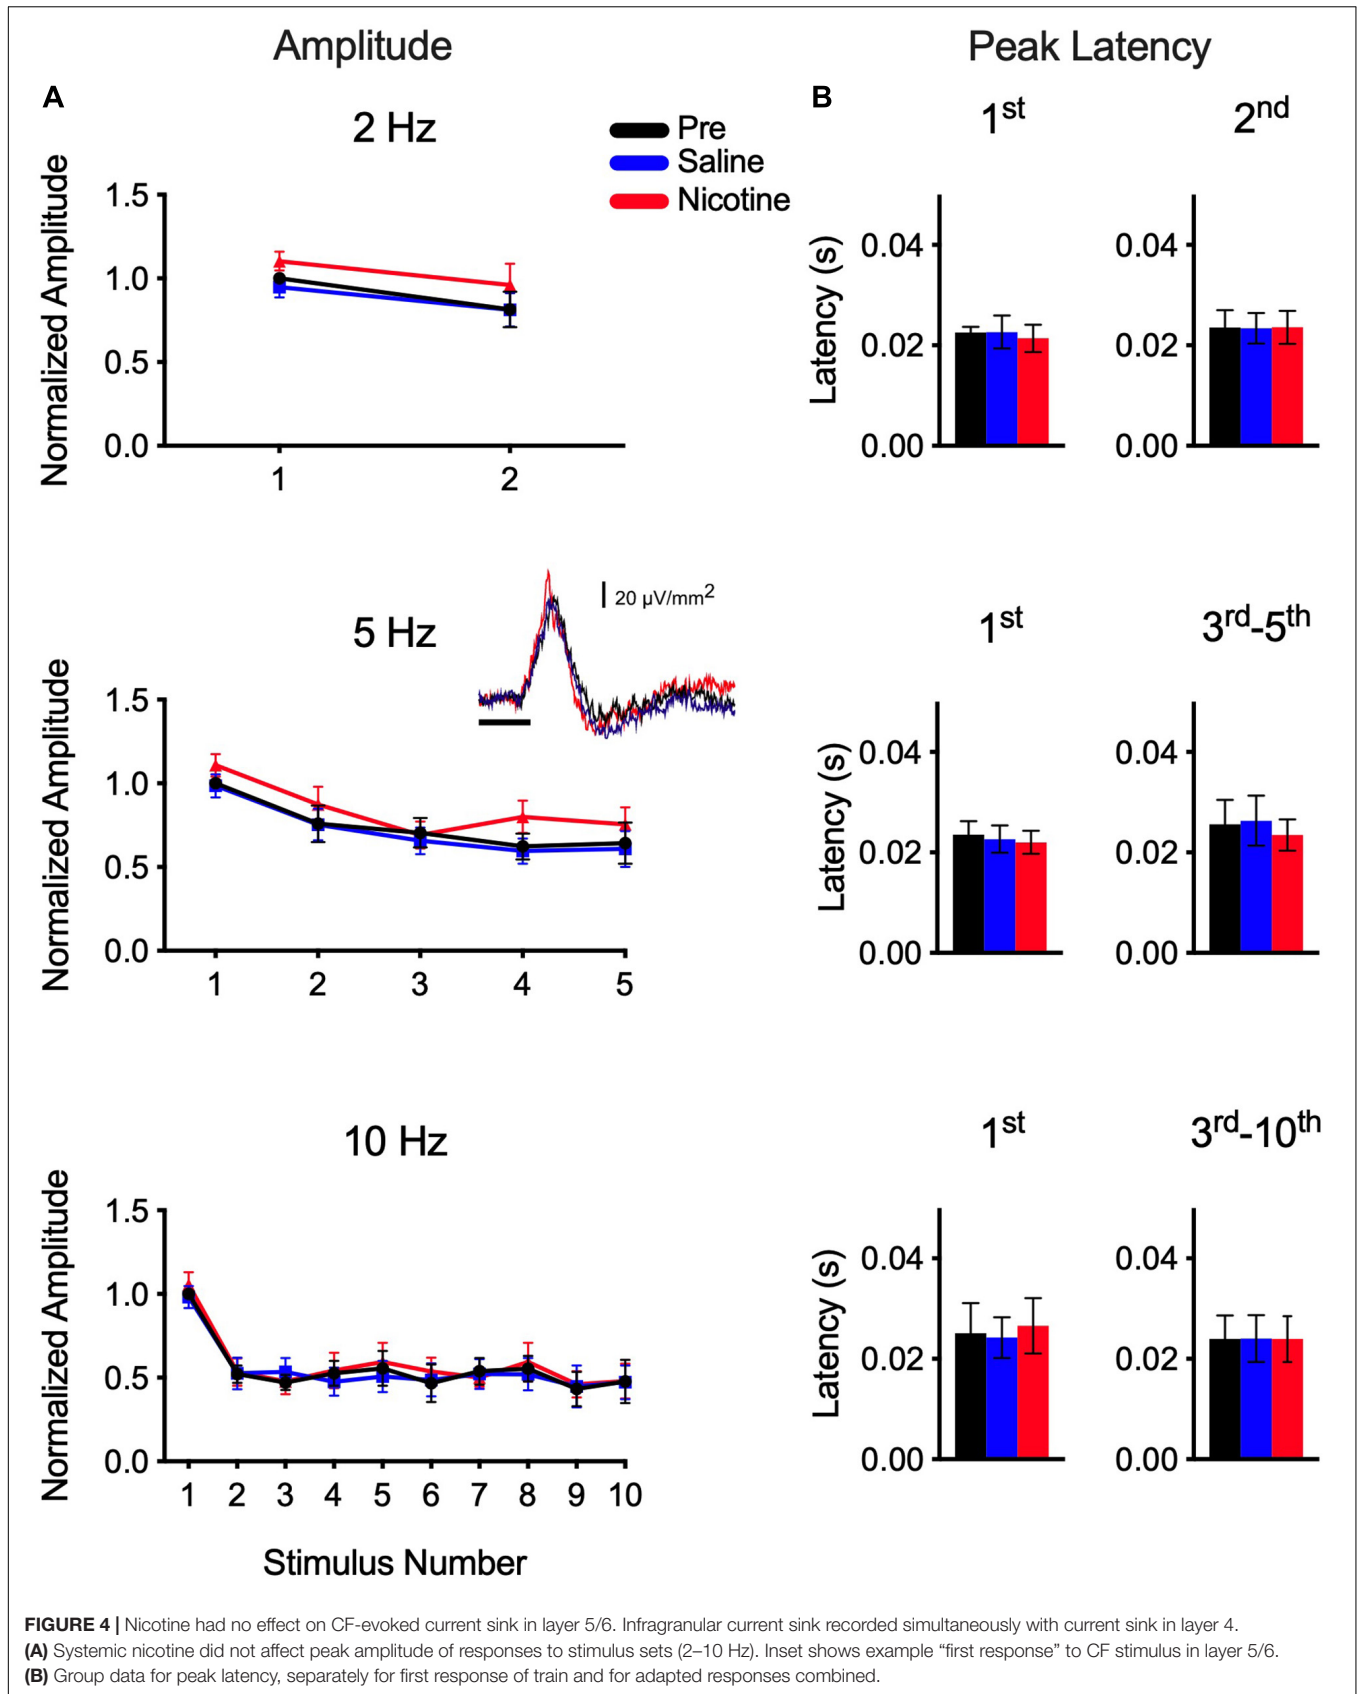 Amplitude
Peak Latency
A
B
2 Hz
Pre
Saline
Nicotine
1st
2nd
Normalized Amplitude
1.5
1.0
0.5
0.0
1 2
Latency (s)
0.04
0.02
0.00
0.04
0.02
0.00
5 Hz
20 µV/mm2
1st
3rd-5th
Normalized Amplitude
1.5
1.0
0.5
0.0
1 2 3 4 5
Latency (s)
0.04
0.02
0.00
0.04
0.02
0.00
10 Hz
1st
3rd-10th
Normalized Amplitude
1.5
1.0
0.5
0.0
1 2 3 4 5 6 7 8 9 10
Stimulus Number
Latency (s)
0.04
0.02
0.00
0.04
0.02
0.00
FIGURE 4 | Nicotine had no effect on CF-evoked current sink in layer 5/6. Infragranular current sink recorded simultaneously with current sink in layer 4.
(A) Systemic nicotine did not affect peak amplitude of responses to stimulus sets (2–10 Hz). Inset shows example “first response” to CF stimulus in layer 5/6.
(B) Group data for peak latency, separately for first response of train and for adapted responses combined.